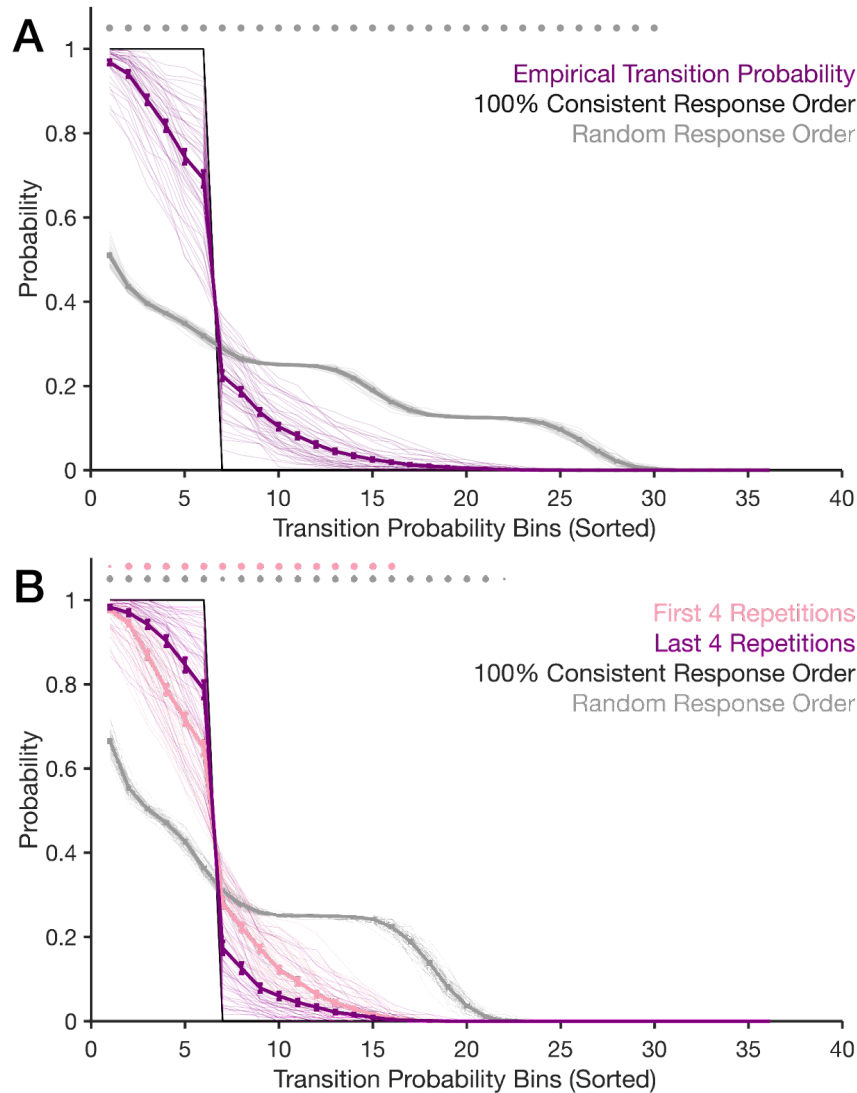 A
1
Empirical Transition Probability
100% Consistent Response Order
Random Response Order
0.8
0.6
0.4
0.2
0
Probability
0 5 10 15 20 25 30 35 40
Transition Probability Bins (Sorted)
B
1
First 4 Repetitions
Last 4 Repetitions
100% Consistent Response Order
Random Response Order
0.8
0.6
0.4
0.2
0
Probability
0 5 10 15 20 25 30 35 40
Transition Probability Bins (Sorted)